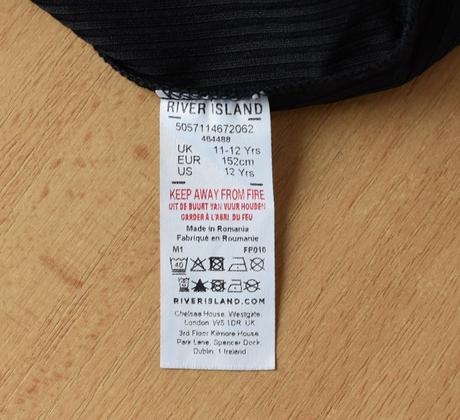 RIVER ISLAND
5057114672062
464488
UK 11-12 Yrs
EUR 152cm
US 12 Yrs
KEEP AWAY FROM FIRE
UIT DE BUURT VAN VUUR HOUDEN
GARDER À L'ABRI DU FEU
Made in Romania
Fabriqué en Roumanie
M1 FP010
40
RIVERISLAND.COM
Chelsea House, Westgate,
London W5 1DR UK
3rd Floor Kilmore House
Park Lane, Spencer Dock,
Dublin 1 Ireland